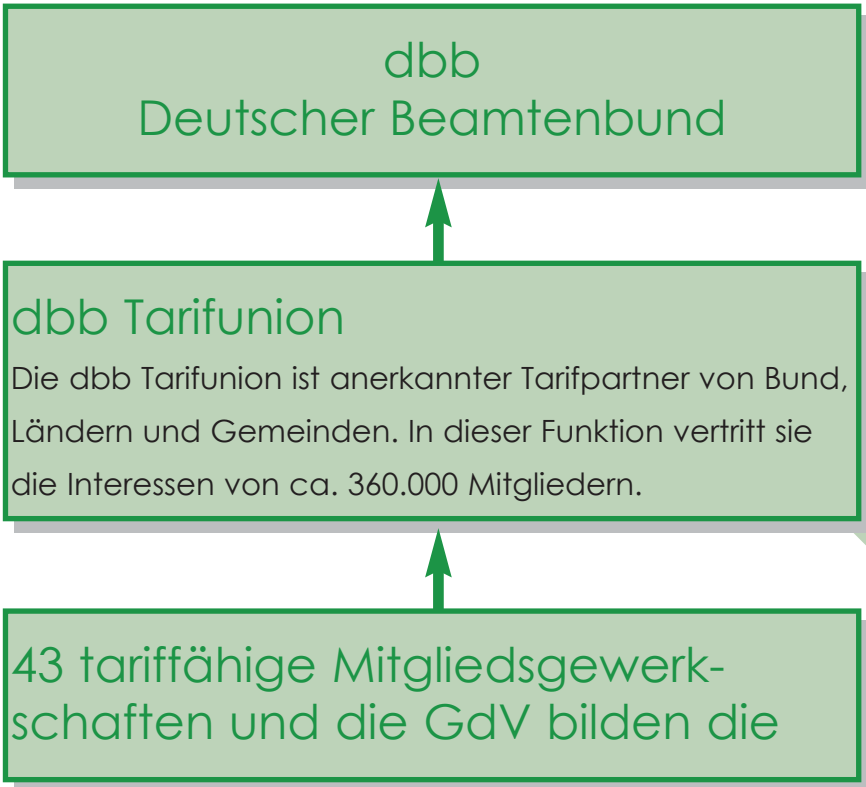 dbb
Deutscher Beamtenbund
dbb Tarifunion
Die dbb Tarifunion ist anerkannter Tarifpartner von Bund,
Ländern und Gemeinden. In dieser Funktion vertritt sie
die Interessen von ca. 360.000 Mitgliedern.
43 tariffähige Mitgliedsgewerk-
schaften und die GdV bilden die